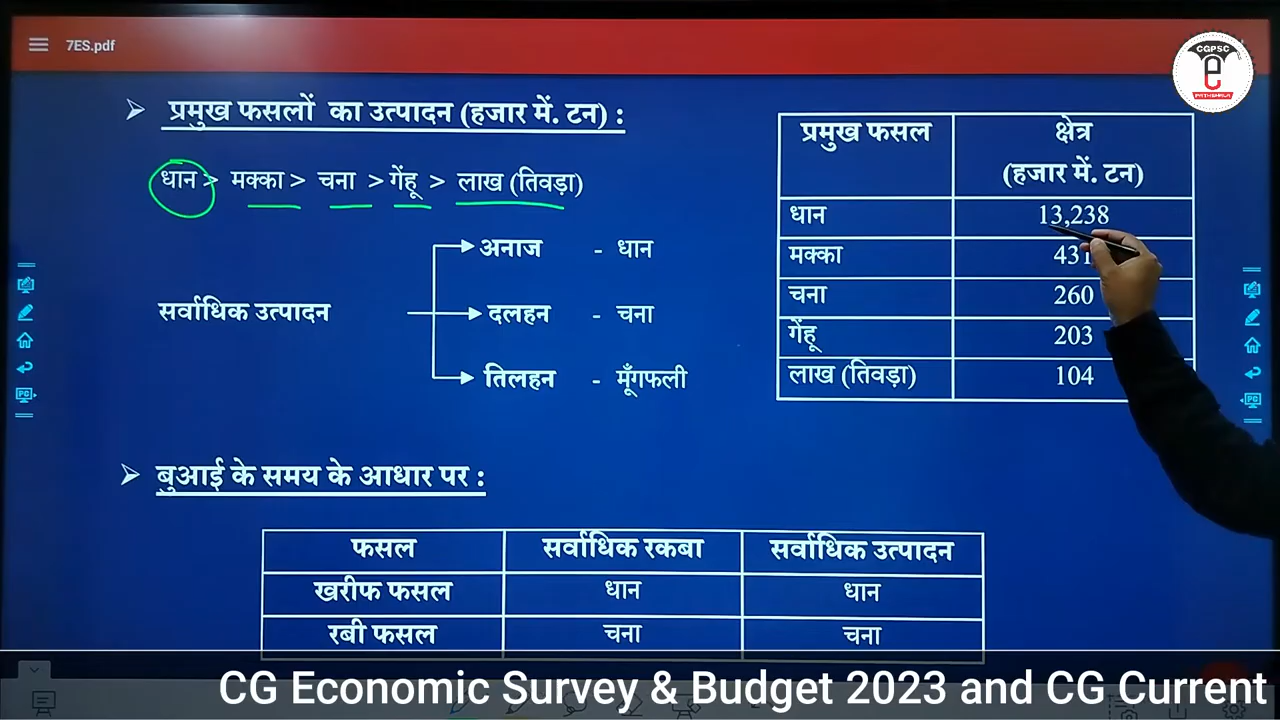 7ES.pdf
CGPSC
e
PATHSHALA
➢ प्रमुख फसलों का उत्पादन (हजार में. टन) :
धान > मक्का > चना > गेंहू > लाख (तिवड़ा)
सर्वाधिक उत्पादन
अनाज - धान
दलहन - चना
तिलहन - मूँगफली
प्रमुख फसल क्षेत्र (हजार में. टन)
धान 13,238
मक्का 431
चना 260
गेंहू 203
लाख (तिवड़ा) 104
➢ बुआई के समय के आधार पर :
फसल सर्वाधिक रकबा सर्वाधिक उत्पादन
खरीफ फसल धान धान
रबी फसल चना चना
CG Economic Survey & Budget 2023 and CG Current